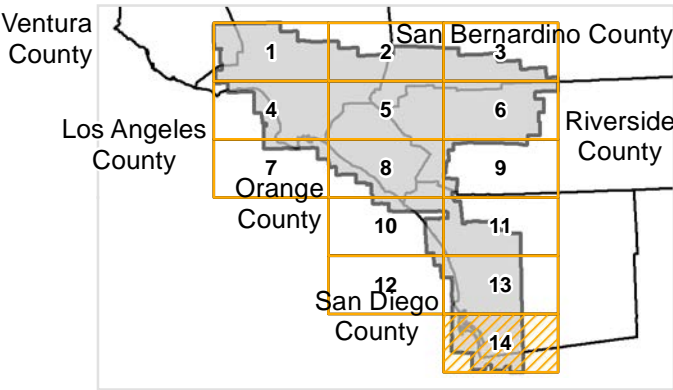 Ventura
County
San Bernardino County
1
2
3
4
5
6
Los Angeles
County
Riverside
County
7
8
9
Orange
County
10
11
12
13
San Diego
County
14